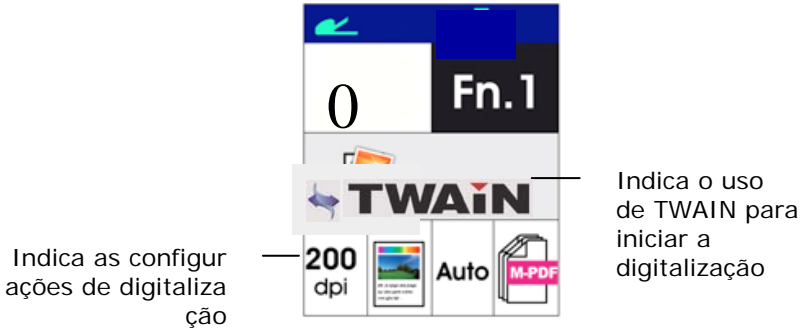 0
Fn.1
TWAiN
Indica o uso
de TWAIN para
iniciar a
digitalização
Indica as configur
ações de digitaliza
ção
200
dpi
Auto
M-PDF